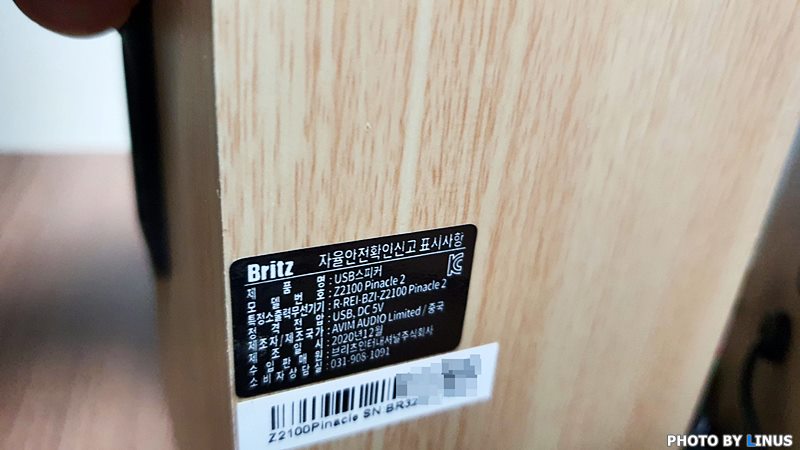 Britz 자율안전확인신고 표시사항
제 품 명 : USB스피커
모 델 번 호 : Z2100 Pinacle 2
특정소출력무선기기 : R-REI-BZI-Z2100 Pinacle 2
정 격 전 압 : USB, DC 5V
제조자/제조국 : AVIM AUDIO Limited / 중국
제 조 일 시 : 2020년12월
수 입 판 매 원 : 브리츠인터내셔널주식회사
소비자상담실 : 031-908-1091
Z2100Pinacle SN BR32
PHOTO BY LINUS